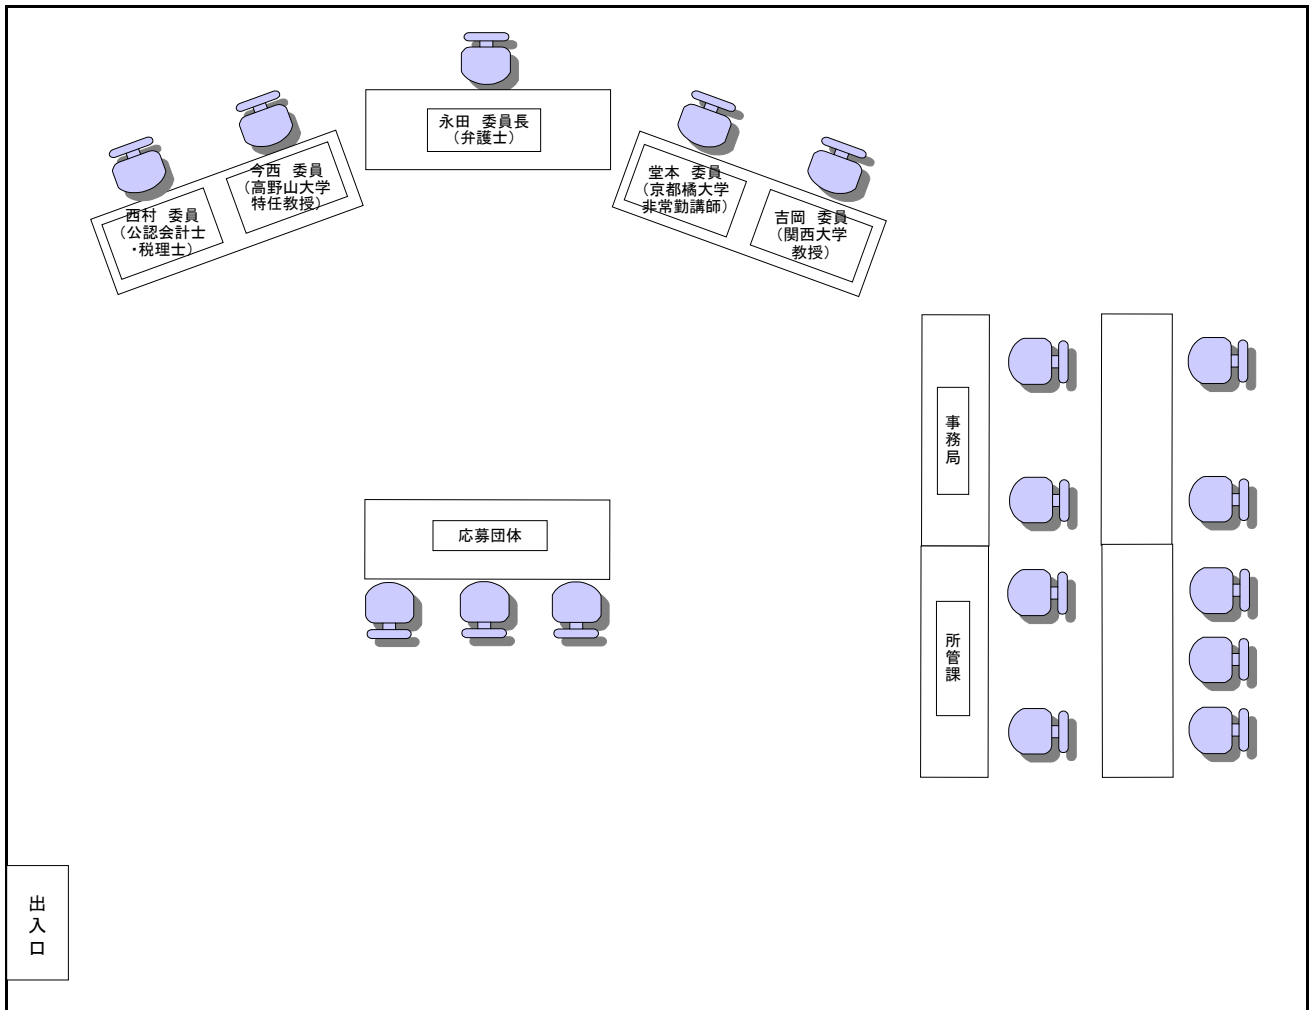 永田　委員長
（弁護士）
今西　委員
（高野山大学
特任教授）
西村　委員
（公認会計士
・税理士）
堂本　委員
（京都橘大学
非常勤講師）
吉岡　委員
（関西大学
教授）
事務局
応募団体
所管課
出入口